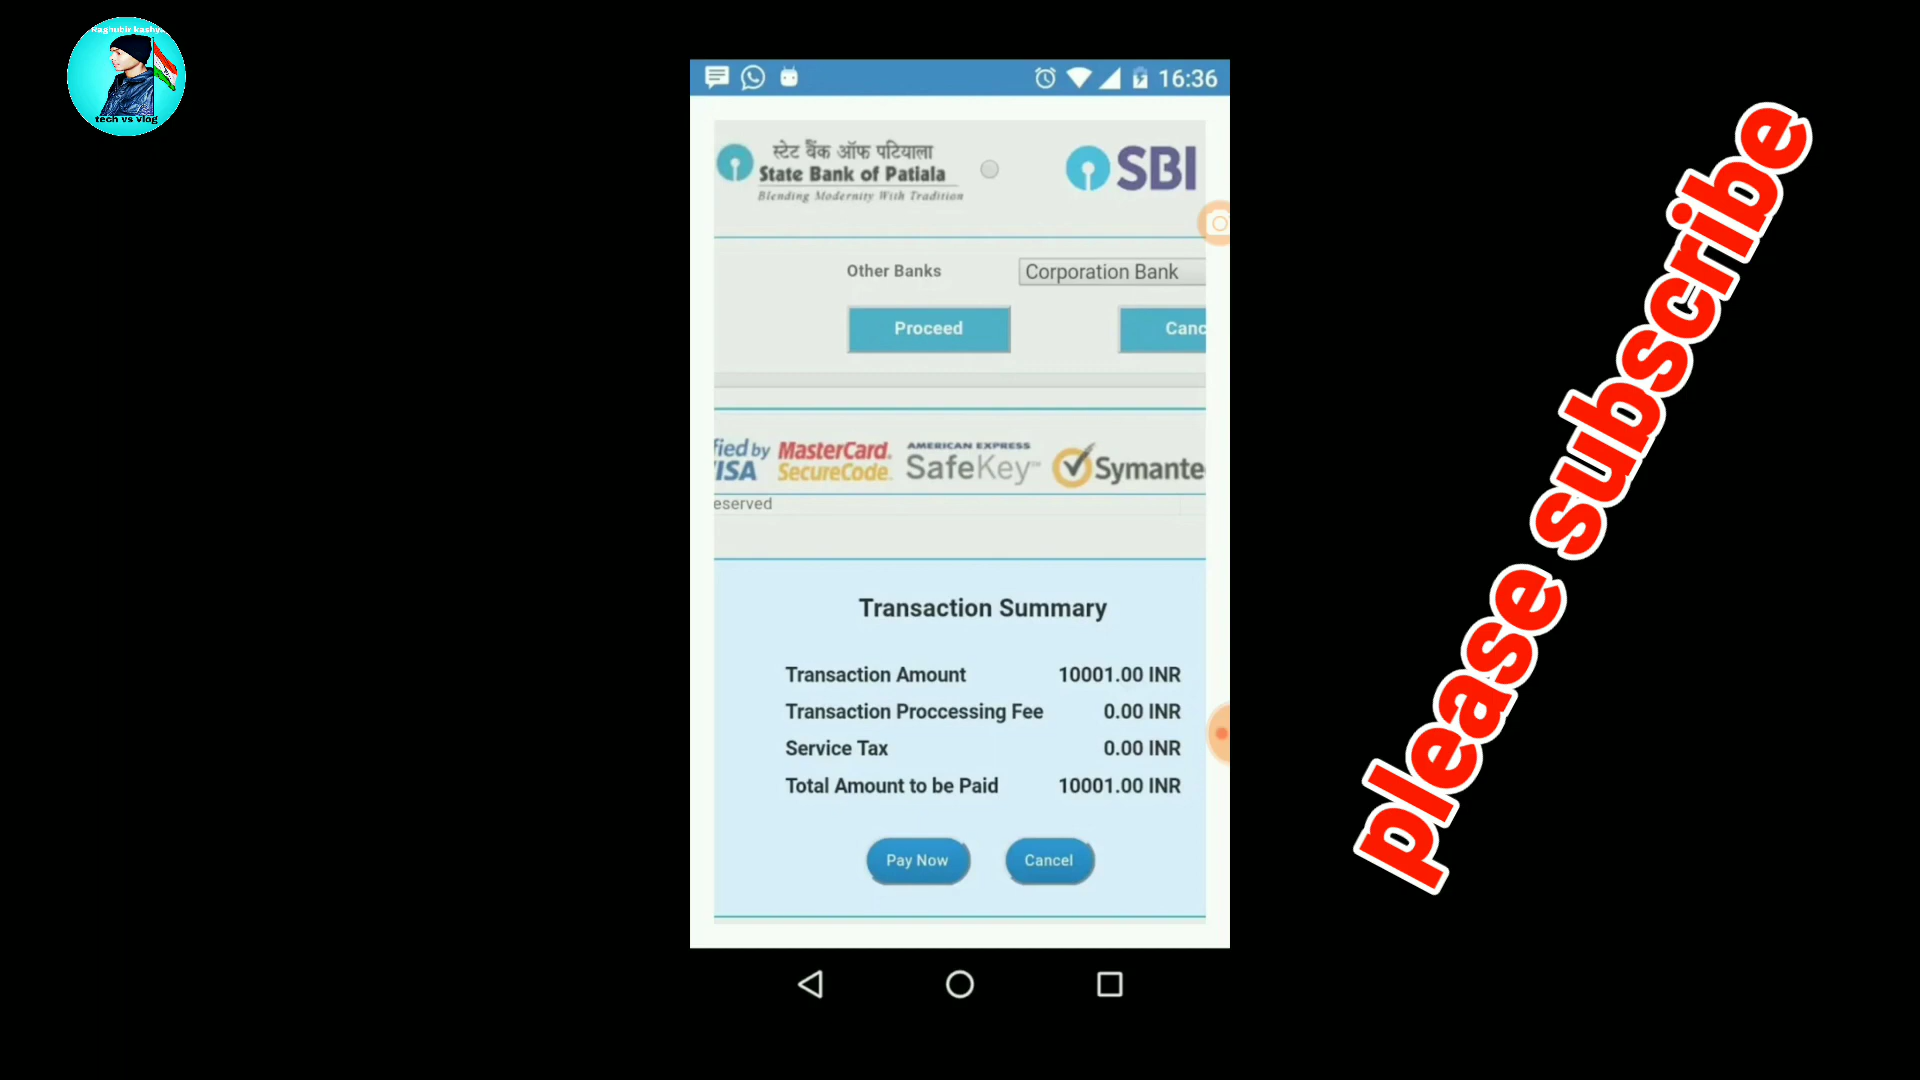 Raghubir kashya
tech vs vlog
16:36
स्टेट बैंक ऑफ पटियाला
State Bank of Patiala
Blending Modernity With Tradition
SBI
Other Banks
Corporation Bank
Proceed
Canc
fied by
ISA
MasterCard.
SecureCode.
AMERICAN EXPRESS
SafeKey™
Symante
eserved
Transaction Summary
Transaction Amount 10001.00 INR
Transaction Proccessing Fee 0.00 INR
Service Tax 0.00 INR
Total Amount to be Paid 10001.00 INR
Pay Now
Cancel
please subscribe